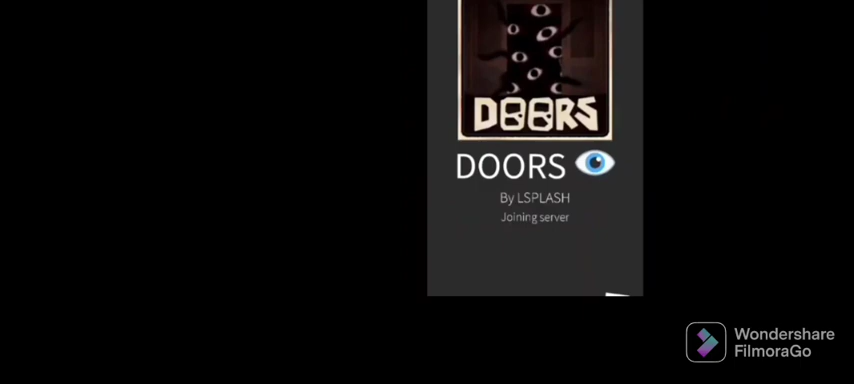 DOORS
DOORS
By LSPLASH
Joining server
Wondershare
FilmoraGo